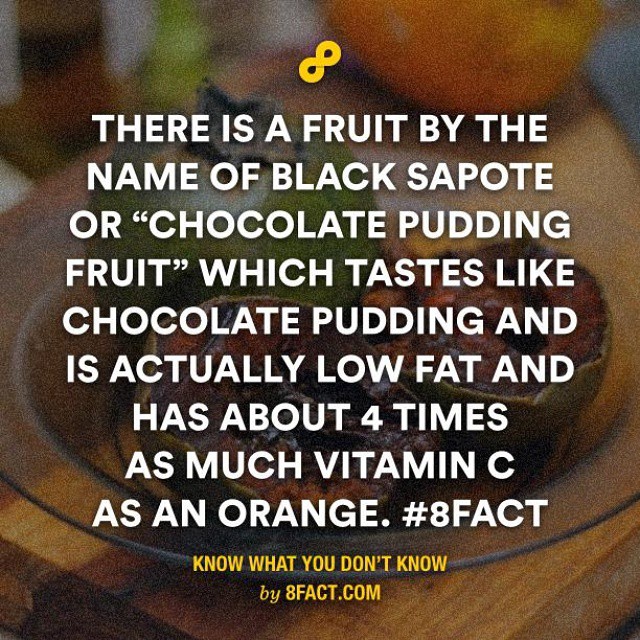 THERE IS A FRUIT BY THE
NAME OF BLACK SAPOTE
OR “CHOCOLATE PUDDING
FRUIT” WHICH TASTES LIKE
CHOCOLATE PUDDING AND
IS ACTUALLY LOW FAT AND
HAS ABOUT 4 TIMES
AS MUCH VITAMIN C
AS AN ORANGE. #8FACT
KNOW WHAT YOU DON’T KNOW
by 8FACT.COM